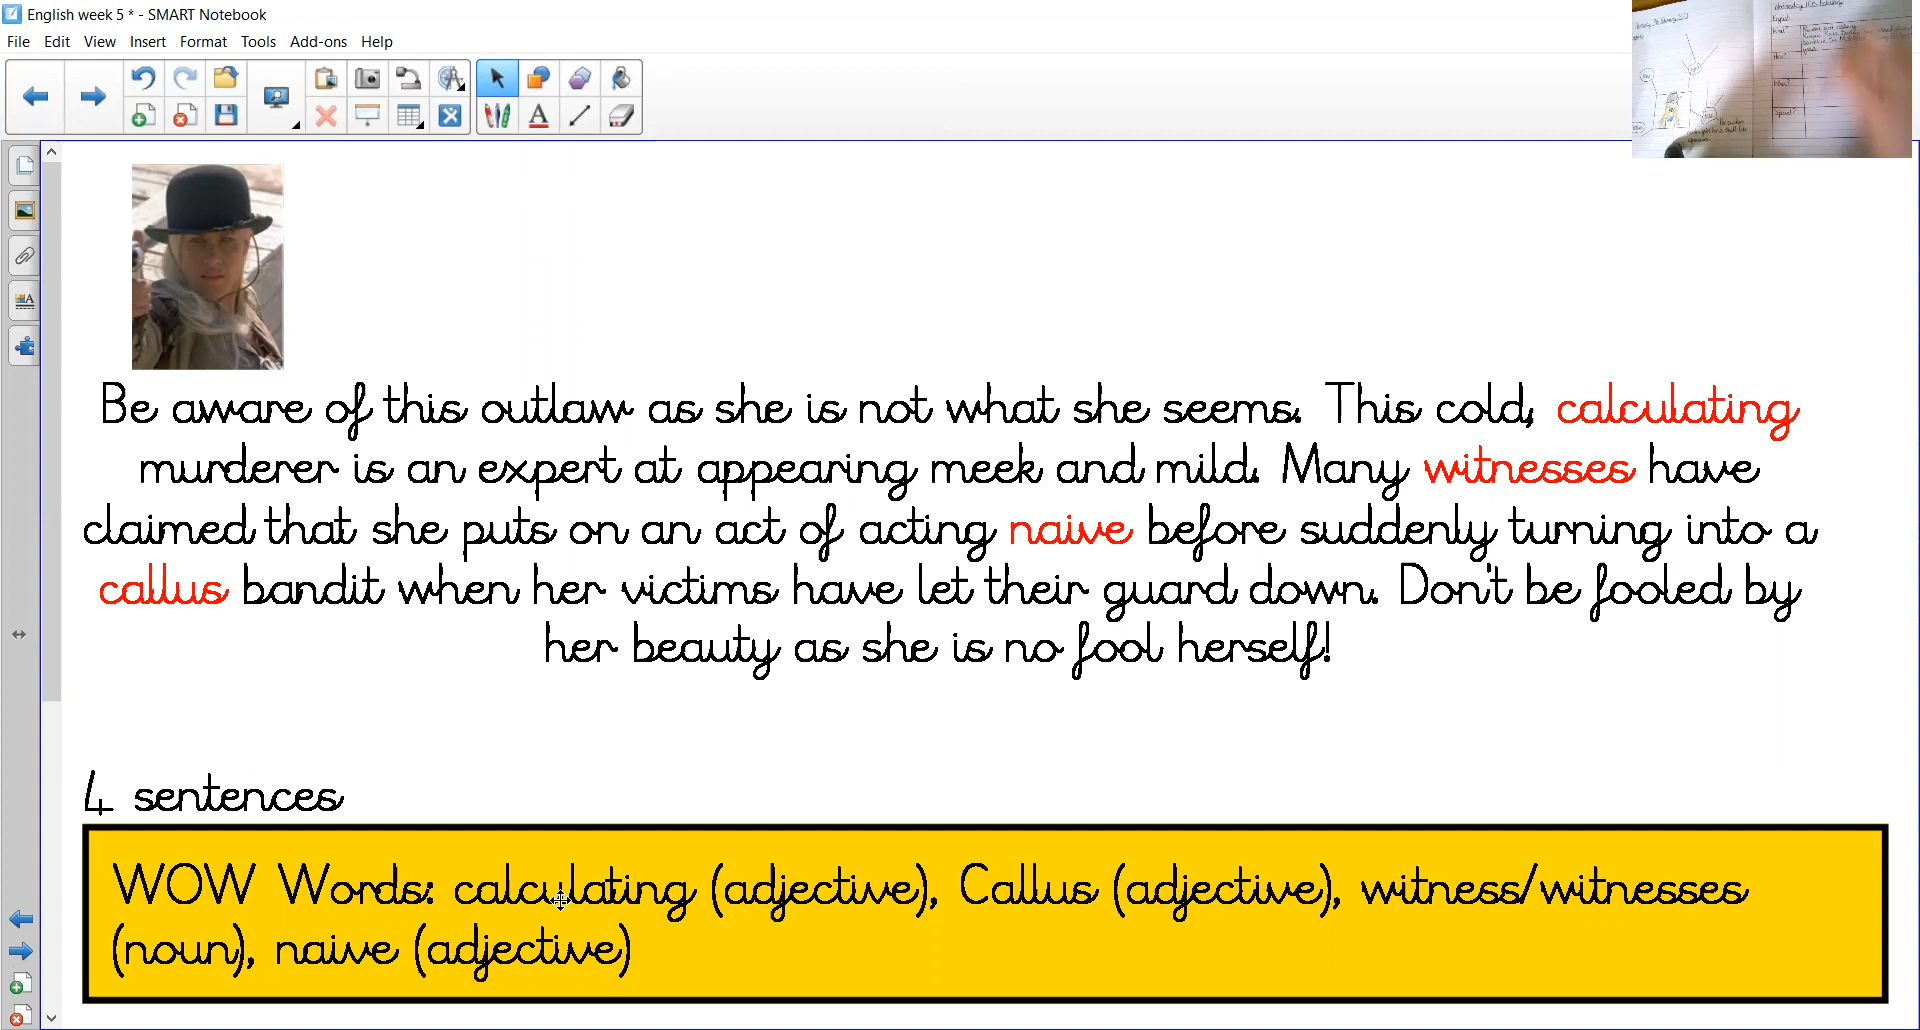 English week 5 * - SMART Notebook
File Edit View Insert Format Tools Add-ons Help
Be aware of this outlaw as she is not what she seems. This cold, calculating
murderer is an expert at appearing meek and mild. Many witnesses have
claimed that she puts on an act of acting naive before suddenly turning into a
callus bandit when her victims have let their guard down. Don't be fooled by
her beauty as she is no fool herself!
4 sentences
WOW Words: calculating (adjective), Callus (adjective), witness/witnesses
(noun), naive (adjective)